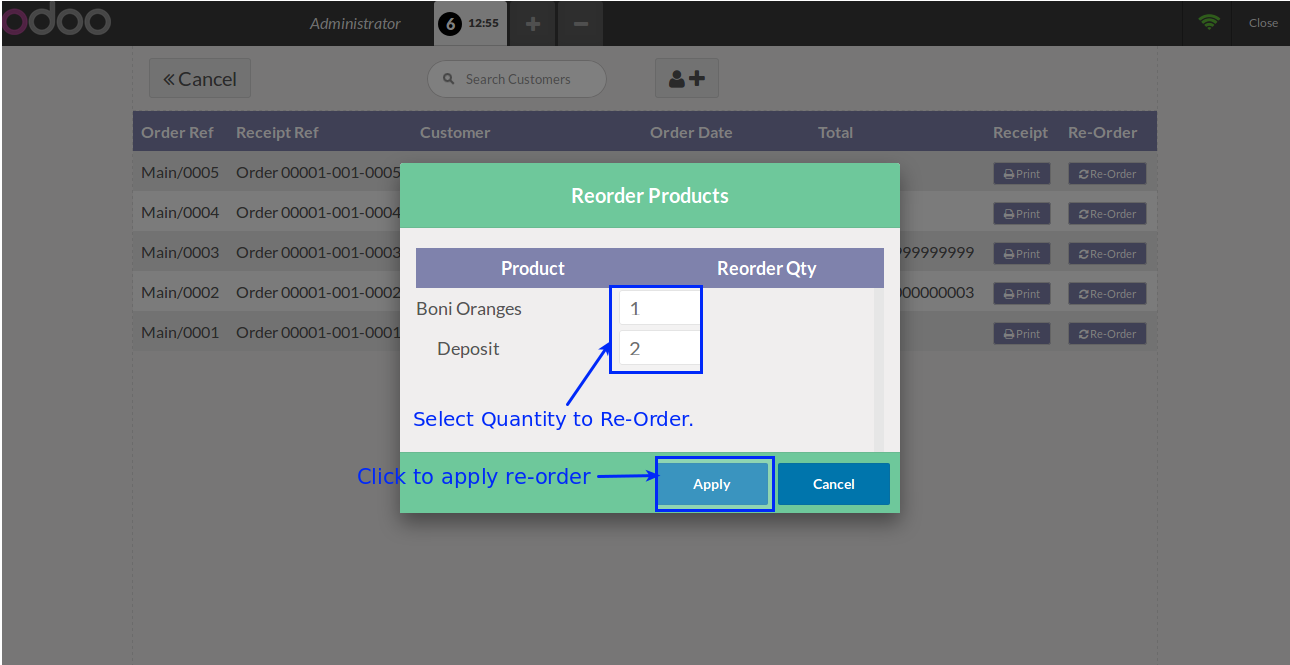 odoo Administrator 6 12:55 Close
Cancel Search Customers
Order Ref Receipt Ref Customer Order Date Total Receipt Re-Order
Main/0005 Order 00001-001-0005 Print Re-Order
Main/0004 Order 00001-001-0004 Print Re-Order
Main/0003 Order 00001-001-0003 999999999 Print Re-Order
Main/0002 Order 00001-001-0002 000000003 Print Re-Order
Main/0001 Order 00001-001-0001 Print Re-Order
Reorder Products
Product Reorder Qty
Boni Oranges 1
Deposit 2
Select Quantity to Re-Order.
Click to apply re-order
Apply Cancel